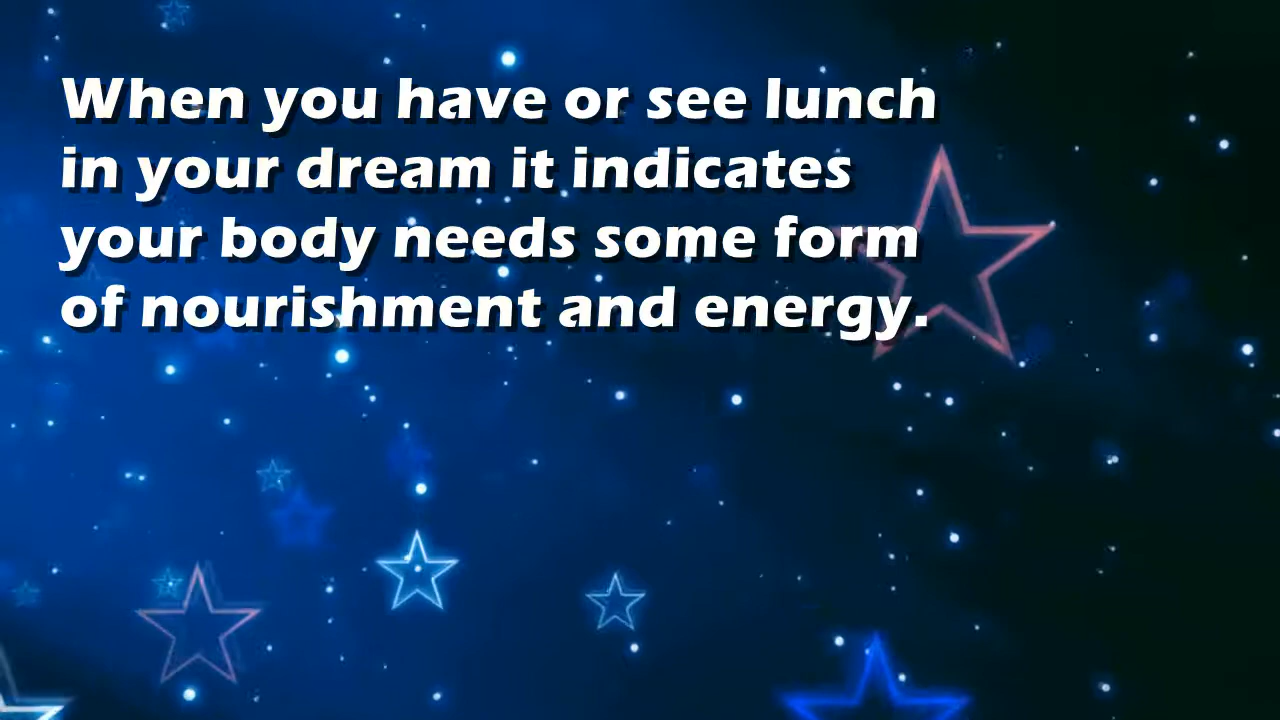 When you have or see lunch
in your dream it indicates
your body needs some form
of nourishment and energy.